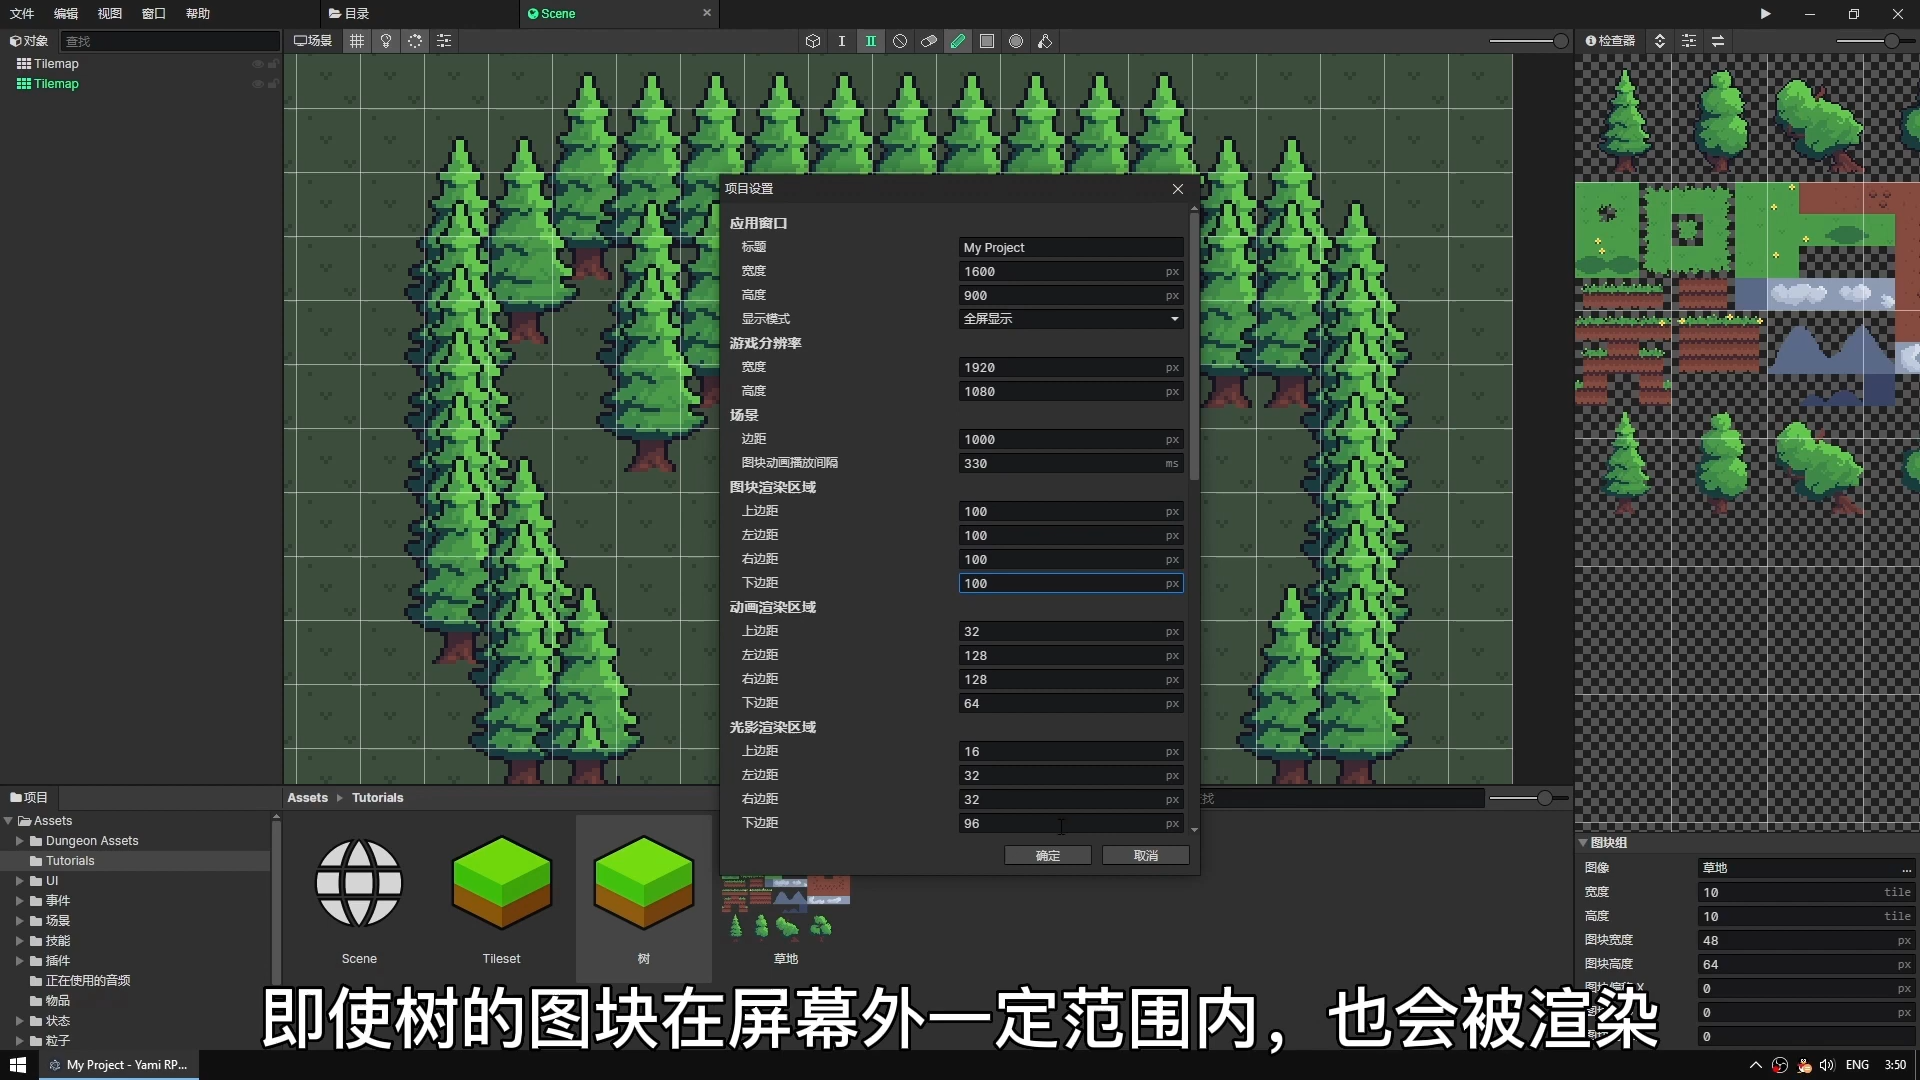 文件 编辑 视图 窗口 帮助 目录 Scene
对象 查找 场景 检查器
Tilemap
Tilemap
项目设置
应用窗口
标题 My Project
宽度 1600 px
高度 900 px
显示模式 全屏显示
游戏分辨率
宽度 1920 px
高度 1080 px
场景
边距 1000 px
图块动画播放间隔 330 ms
图块渲染区域
上边距 100 px
左边距 100 px
右边距 100 px
下边距 100 px
动画渲染区域
上边距 32 px
左边距 128 px
右边距 128 px
下边距 64 px
光影渲染区域
上边距 16 px
左边距 32 px
右边距 32 px
下边距 96 px
确定 取消
项目 Assets Tutorials 找
Assets
Dungeon Assets
Tutorials
UI
事件
场景
技能
插件
正在使用的音频
物品
状态
粒子
Scene Tileset 树 草地
图块组
图像 草地 ...
宽度 10 tile
高度 10 tile
图块宽度 48 px
图块高度 64 px
0 px
0 px
0 px
即使树的图块在屏幕外一定范围内，也会被渲染
My Project - Yami RP... ENG 3:50